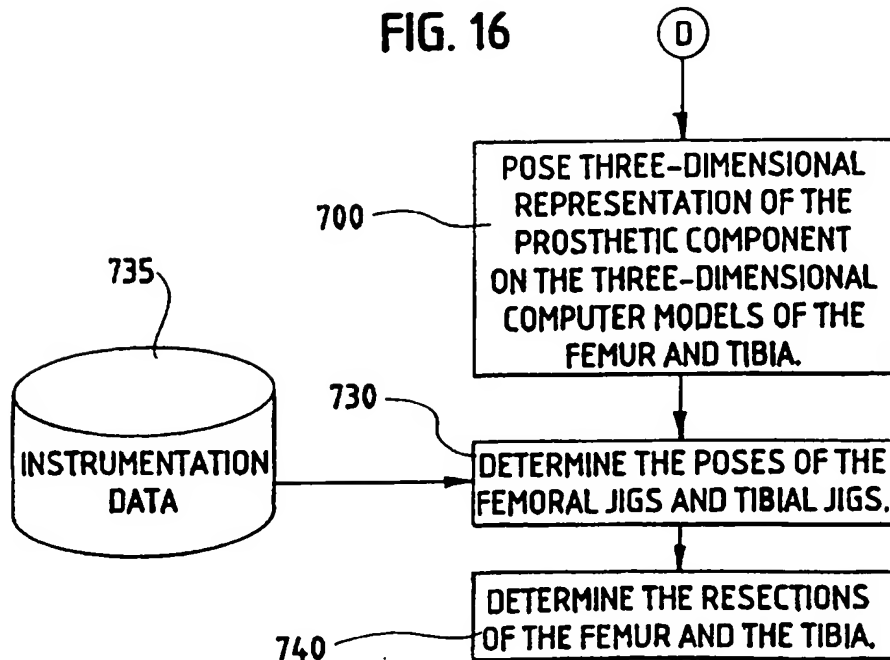 FIG. 16
D
POSE THREE-DIMENSIONAL
REPRESENTATION OF THE
PROSTHETIC COMPONENT
ON THE THREE-DIMENSIONAL
COMPUTER MODELS OF THE
FEMUR AND TIBIA.
700
735
730
INSTRUMENTATION
DATA
DETERMINE THE POSES OF THE
FEMORAL JIGS AND TIBIAL JIGS.
DETERMINE THE RESECTIONS
OF THE FEMUR AND THE TIBIA.
740